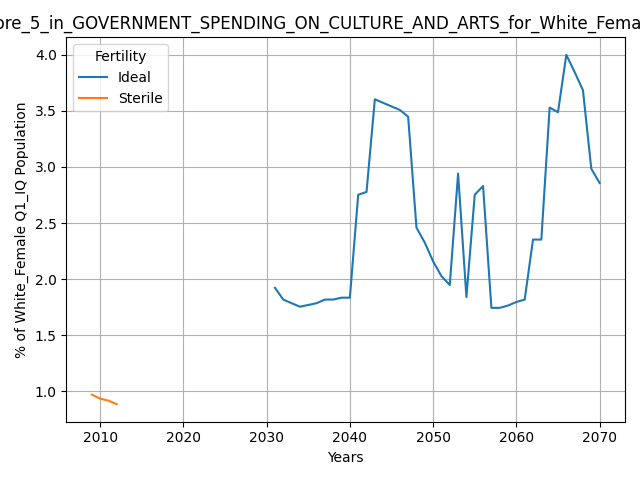 ore_5_in_GOVERNMENT_SPENDING_ON_CULTURE_AND_ARTS_for_White_Fema
Fertility
Ideal
Sterile
% of White_Female Q1_IQ Population
4.0
3.5
3.0
2.5
2.0
1.5
1.0
2010 2020 2030 2040 2050 2060 2070
Years